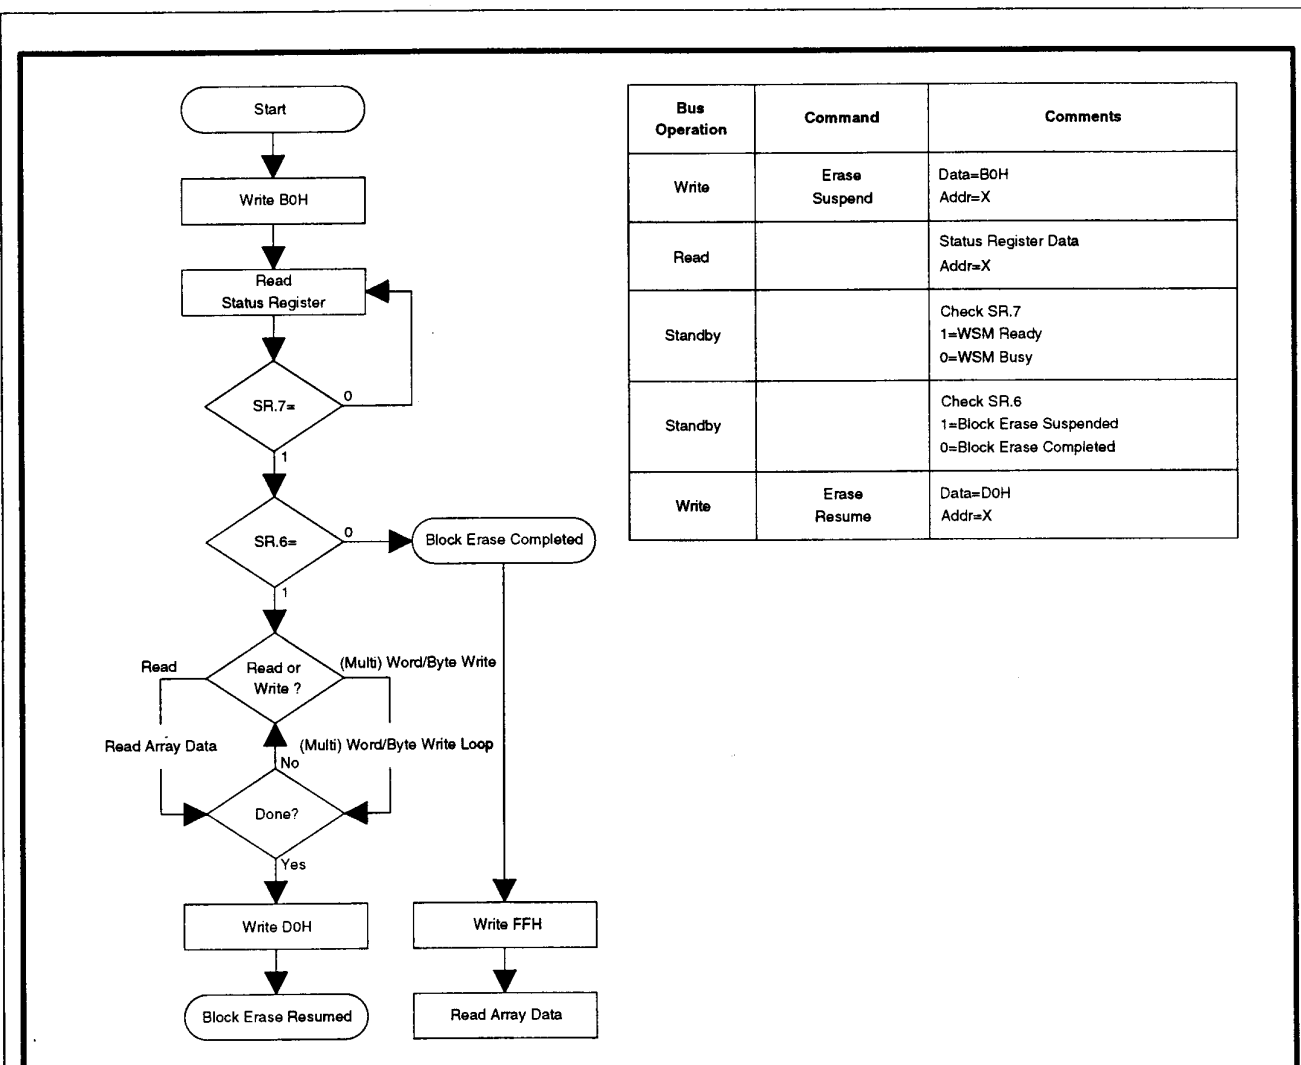 Start
Write B0H
Read
Status Register
SR.7=
0
1
SR.6=
0
Block Erase Completed
1
Read
Read or
Write ?
(Multi) Word/Byte Write
Read Array Data
(Multi) Word/Byte Write Loop
No
Done?
Yes
Write D0H
Write FFH
Block Erase Resumed
Read Array Data
Bus
Operation
Command
Comments
Write
Erase
Suspend
Data=B0H
Addr=X
Read
Status Register Data
Addr=X
Standby
Check SR.7
1=WSM Ready
0=WSM Busy
Standby
Check SR.6
1=Block Erase Suspended
0=Block Erase Completed
Write
Erase
Resume
Data=D0H
Addr=X